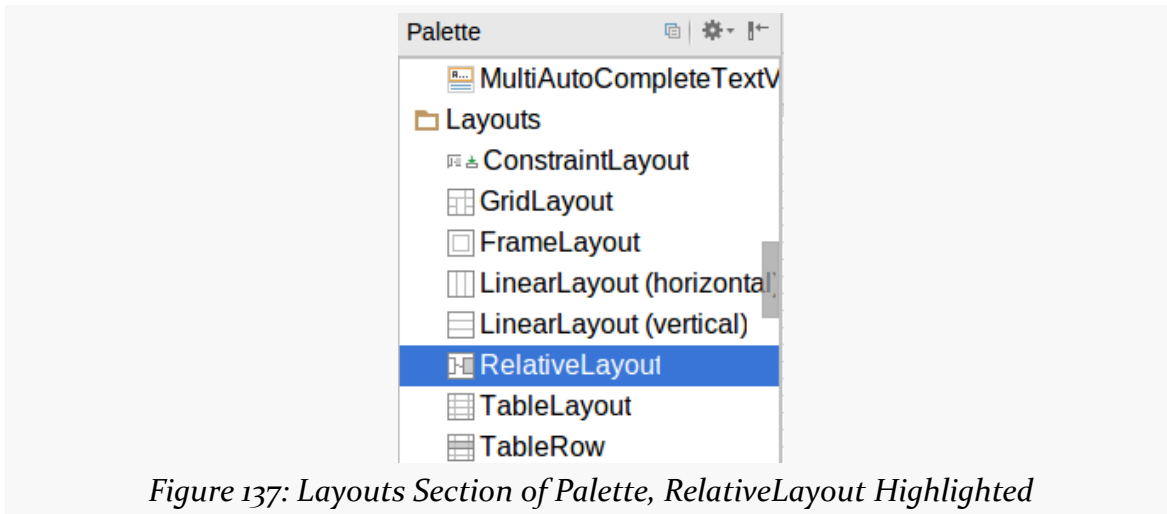 Palette
MultiAutoCompleteTextV
Layouts
ConstraintLayout
GridLayout
FrameLayout
LinearLayout (horizontal)
LinearLayout (vertical)
RelativeLayout
TableLayout
TableRow
Figure 137: Layouts Section of Palette, RelativeLayout Highlighted